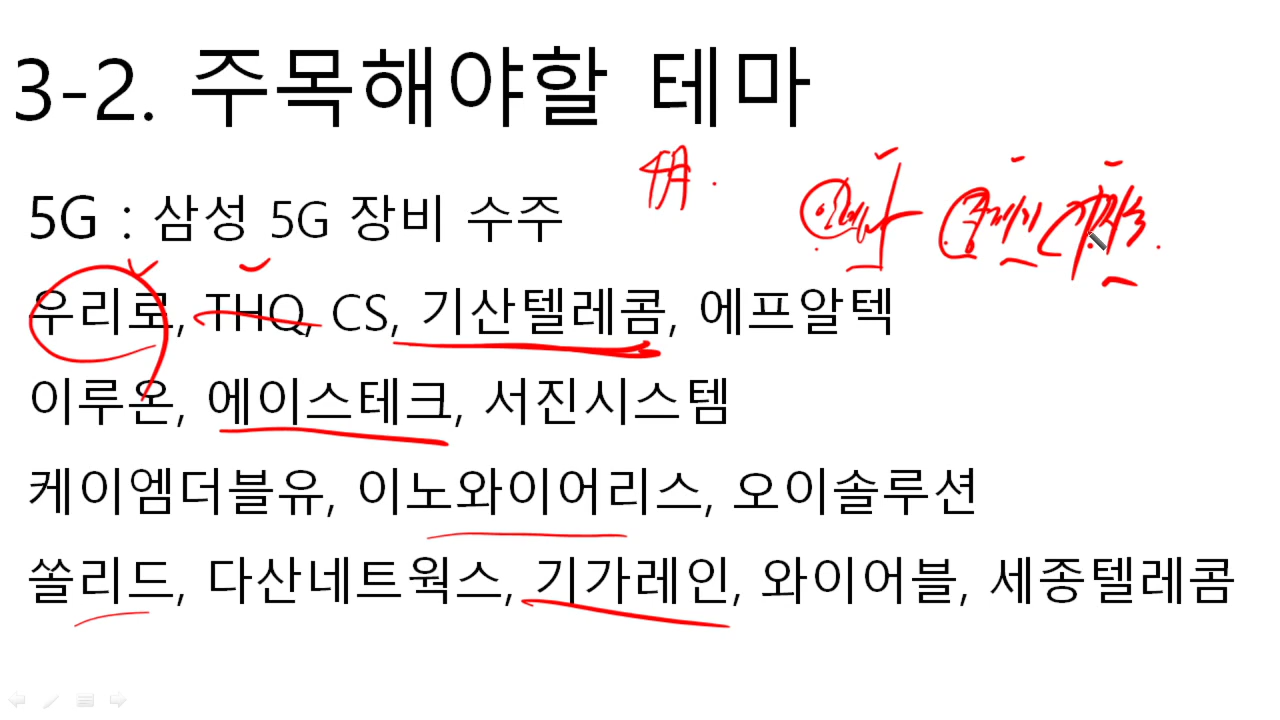 3-2. 주목해야할 테마
5G : 삼성 5G 장비 수주
우리로, THQ, CS, 기산텔레콤, 에프알텍
이루온, 에이스테크, 서진시스템
케이엠더블유, 이노와이어리스, 오이솔루션
쏠리드, 다산네트웍스, 기가레인, 와이어블, 세종텔레콤